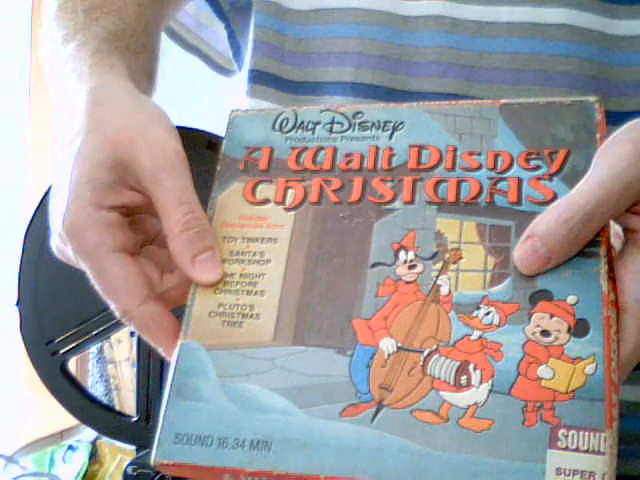 WALT DISNEY
Productions Presents
A Walt Disney
CHRISTMAS
TOY TINKERS
SANTA'S
WORKSHOP
THE NIGHT
BEFORE
CHRISTMAS
PLUTO'S
CHRISTMAS
TREE
SOUND 16,34 MIN
SOUND
SUPER